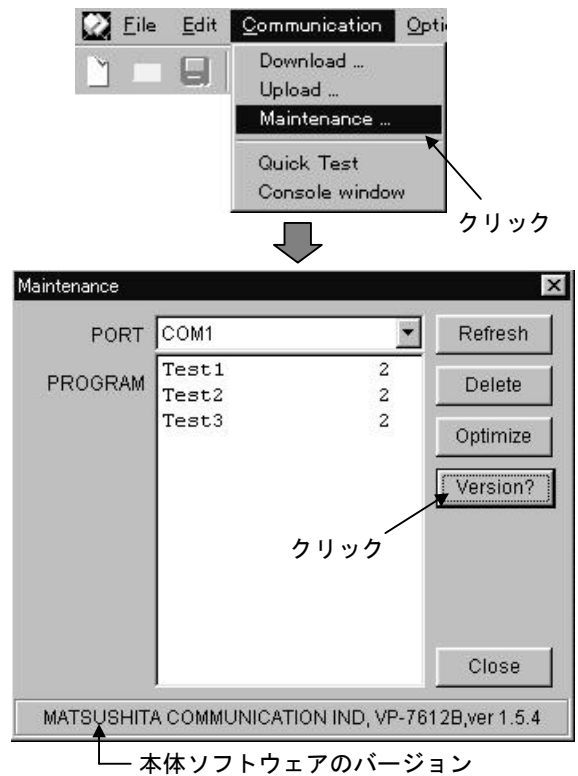 File Edit Communication Opti
Download ...
Upload ...
Maintenance ...
Quick Test
Console window
クリック
Maintenance
PORT COM1 Refresh
PROGRAM Test1 2 Delete
Test2 2
Test3 2 Optimize
Version?
クリック
Close
MATSUSHITA COMMUNICATION IND, VP-7612B,ver 1.5.4
本体ソフトウェアのバージョン